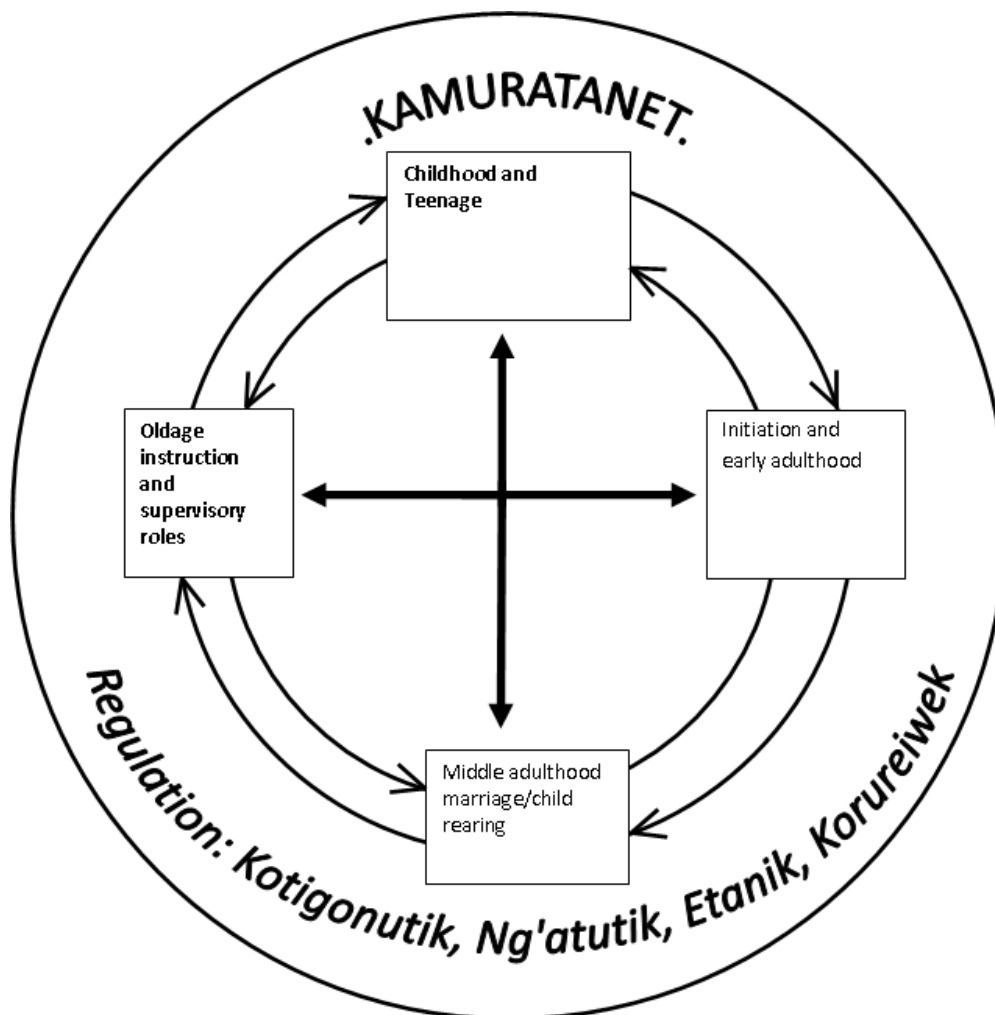 .KAMURATANET.
Childhood and
Teenage
Oldage
instruction
and
supervisory
roles
Initiation and
early adulthood
Middle adulthood
marriage/child
rearing
Regulation: Kotigonutik, Ng'atutik, Etanik, Korureiwek